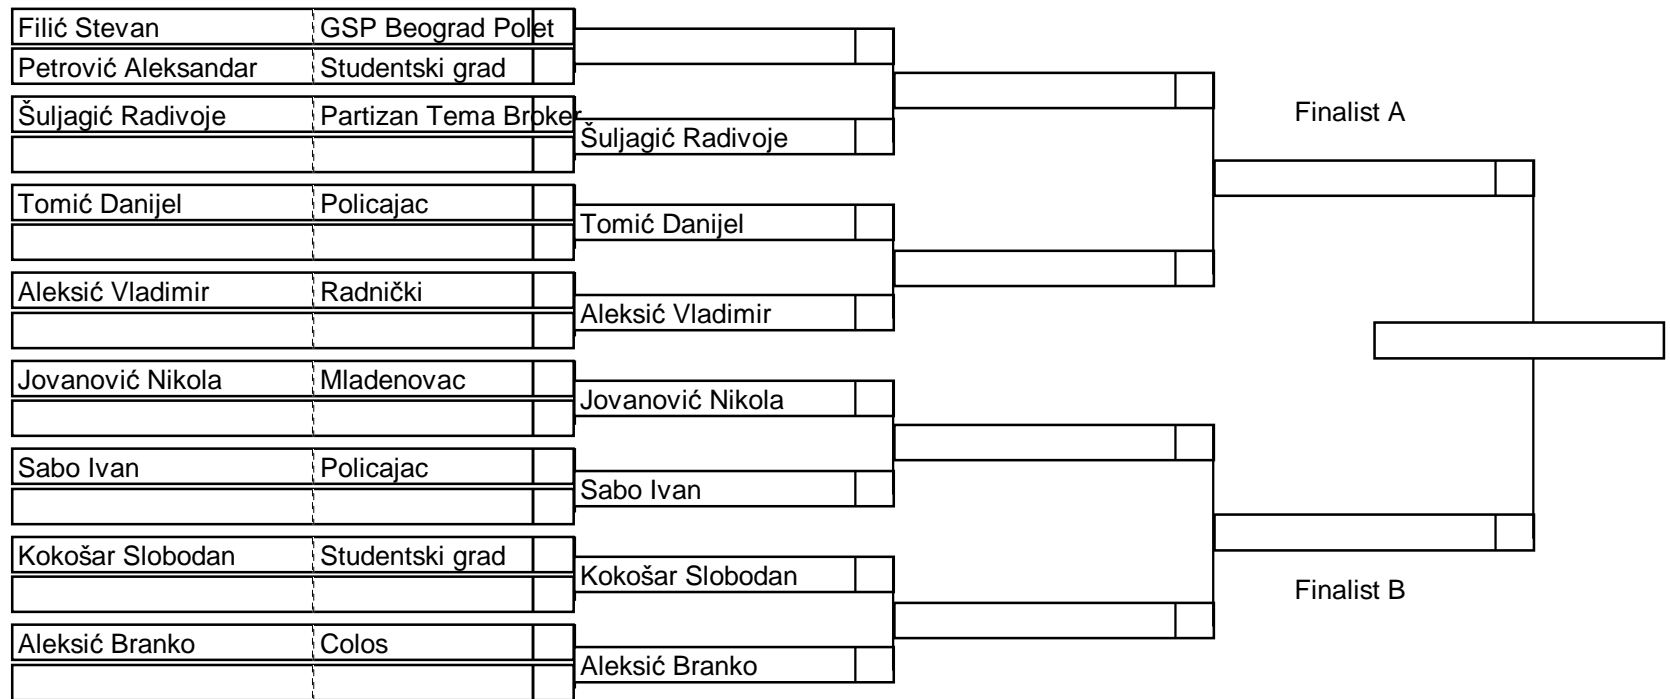 Filić Stevan GSP Beograd Polet
Petrović Aleksandar Studentski grad
Šuljagić Radivoje Partizan Tema Broker
Šuljagić Radivoje
Finalist A
Tomić Danijel Policajac
Tomić Danijel
Aleksić Vladimir Radnički
Aleksić Vladimir
Jovanović Nikola Mladenovac
Jovanović Nikola
Sabo Ivan Policajac
Sabo Ivan
Kokošar Slobodan Studentski grad
Kokošar Slobodan
Finalist B
Aleksić Branko Colos
Aleksić Branko